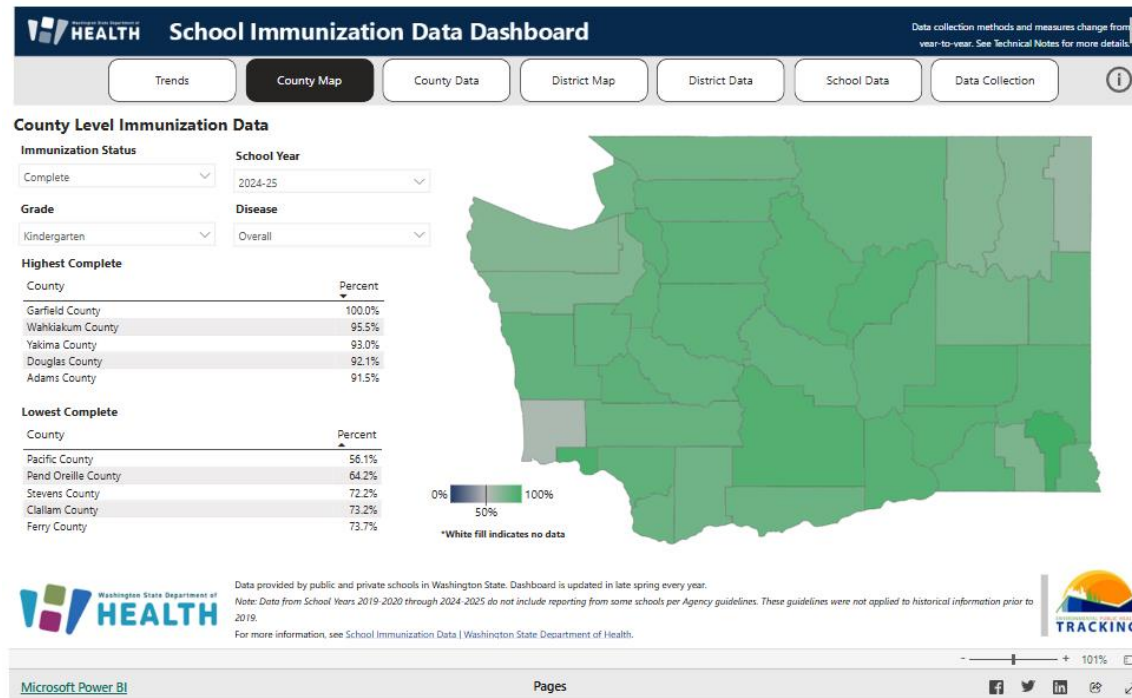 Washington State Department of
HEALTH
School Immunization Data Dashboard
Data collection methods and measures change from
year-to-year. See Technical Notes for more details.
Trends
County Map
County Data
District Map
District Data
School Data
Data Collection
County Level Immunization Data
Immunization Status
School Year
Complete
2024-25
Grade
Disease
Kindergarten
Overall
Highest Complete
County Percent
Garfield County 100.0%
Wahkiakum County 95.5%
Yakima County 93.0%
Douglas County 92.1%
Adams County 91.5%
Lowest Complete
County Percent
Pacific County 56.1%
Pend Oreille County 64.2%
Stevens County 72.2%
Clallam County 73.2%
Ferry County 73.7%
0% 100%
50%
*White fill indicates no data
Washington State Department of
HEALTH
Data provided by public and private schools in Washington State. Dashboard is updated in late spring every year.
Note: Data from School Years 2019-2020 through 2024-2025 do not include reporting from some schools per Agency guidelines. These guidelines were not applied to historical information prior to
2019.
For more information, see School Immunization Data | Washington State Department of Health.
TRACKING
- + 101%
Microsoft Power BI
Pages